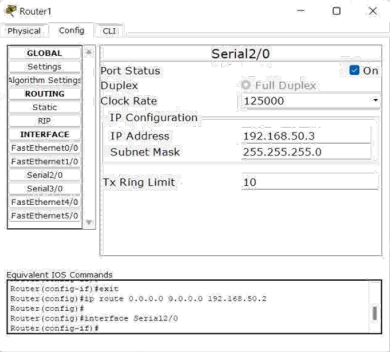 Router1
Physical Config CLI
GLOBAL
Settings
Algorithm Settings
ROUTING
Static
RIP
INTERFACE
FastEthernet0/0
FastEthernet1/0
Serial2/0
Serial3/0
FastEthernet4/0
FastEthernet5/0
Serial2/0
Port Status On
Duplex Full Duplex
Clock Rate 125000
IP Configuration
IP Address 192.168.50.3
Subnet Mask 255.255.255.0
Tx Ring Limit 10
Equivalent IOS Commands
Router(config-if)#exit
Router(config)#ip route 0.0.0.0 0.0.0.0 192.168.50.2
Router(config)#
Router(config)#interface Serial2/0
Router(config-if)#